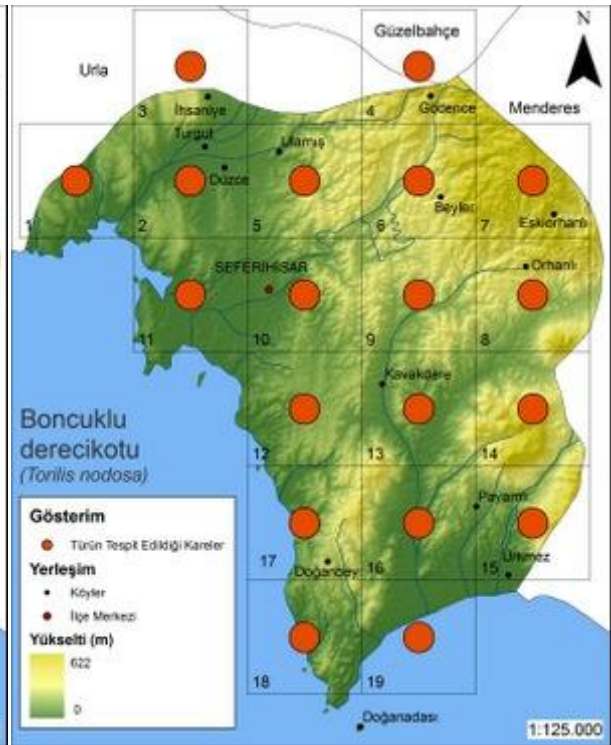 Güzelbahçe
N
Urla
3
İhsaniye
4
Gödence
Menderes
Turgut
Ulamış
Düzce
Beyler
1
2
5
6
7
Eskiorhanlı
Orhanlı
SEFERİHİSAR
11
10
9
8
Kavakdere
Boncuklu
derecikotu
(Torilis nodosa)
12
13
14
Payamlı
Gösterim
Türün Tespit Edildiği Kareler
Yerleşim
Köyler
İlçe Merkezi
Yükselti (m)
622
0
17
Doğanbey
16
15
Ürkmez
18
19
Doğanadası
1:125.000